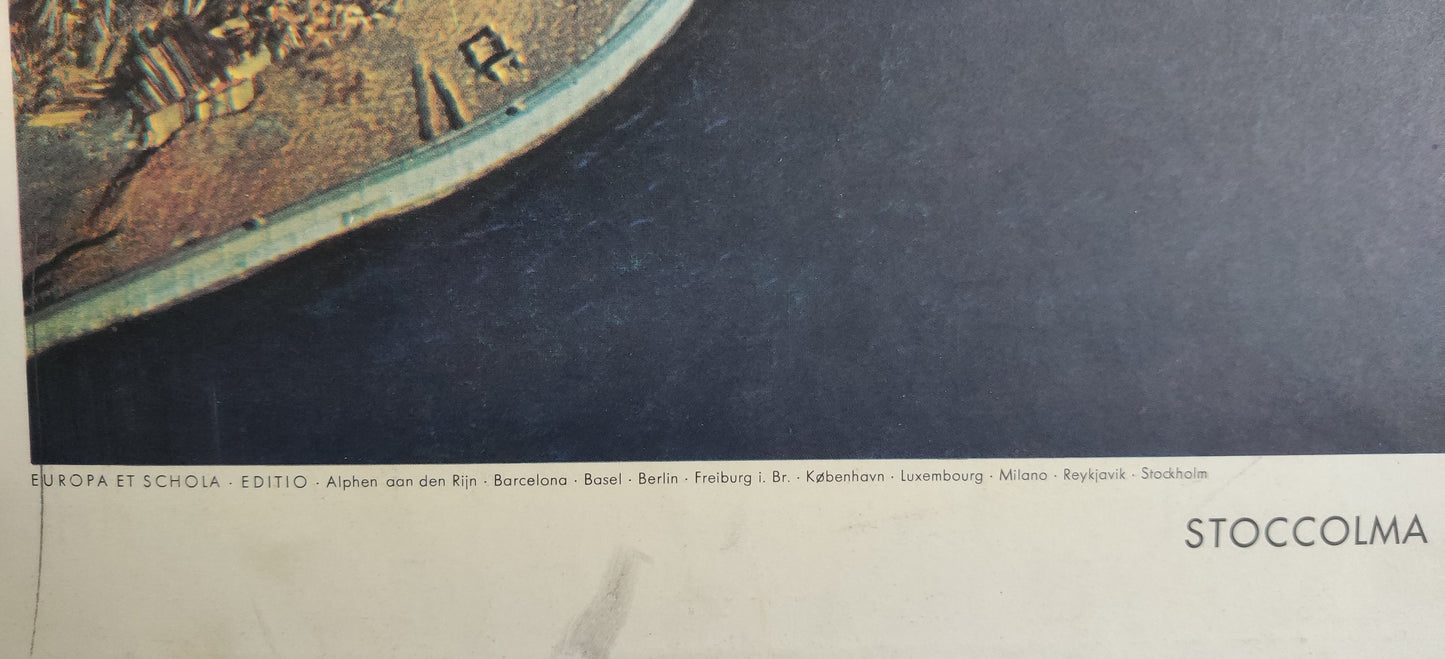 EUROPA ET SCHOLA · EDITIO · Alphen aan den Rijn · Barcelona · Basel · Berlin · Freiburg i. Br. · København · Luxembourg · Milano · Reykjavik · Stockholm
STOCCOLMA